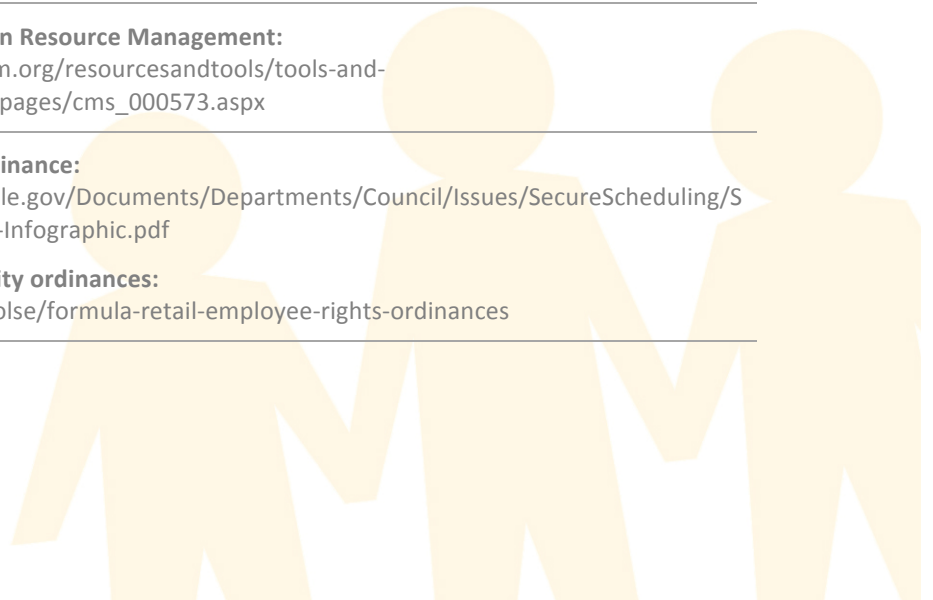 n Resource Management:
m.org/resourcesandtools/tools-and-
pages/cms_000573.aspx
inance:
le.gov/Documents/Departments/Council/Issues/SecureScheduling/S
-Infographic.pdf
ity ordinances:
olse/formula-retail-employee-rights-ordinances